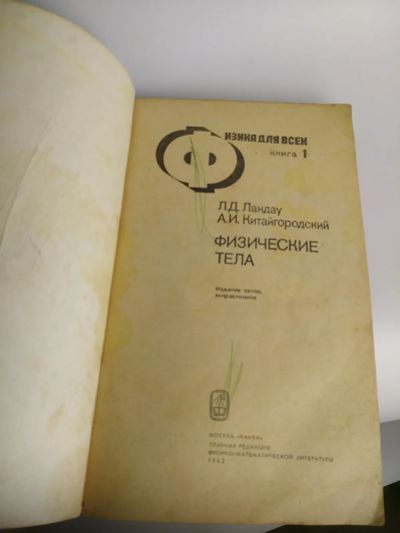 ФИЗИКА ДЛЯ ВСЕХ
книга 1
Л.Д. Ландау
А.И. Китайгородский
ФИЗИЧЕСКИЕ
ТЕЛА
Издание пятое,
исправленное
МОСКВА «НАУКА»
ГЛАВНАЯ РЕДАКЦИЯ
ФИЗИКО-МАТЕМАТИЧЕСКОЙ ЛИТЕРАТУРЫ
1982